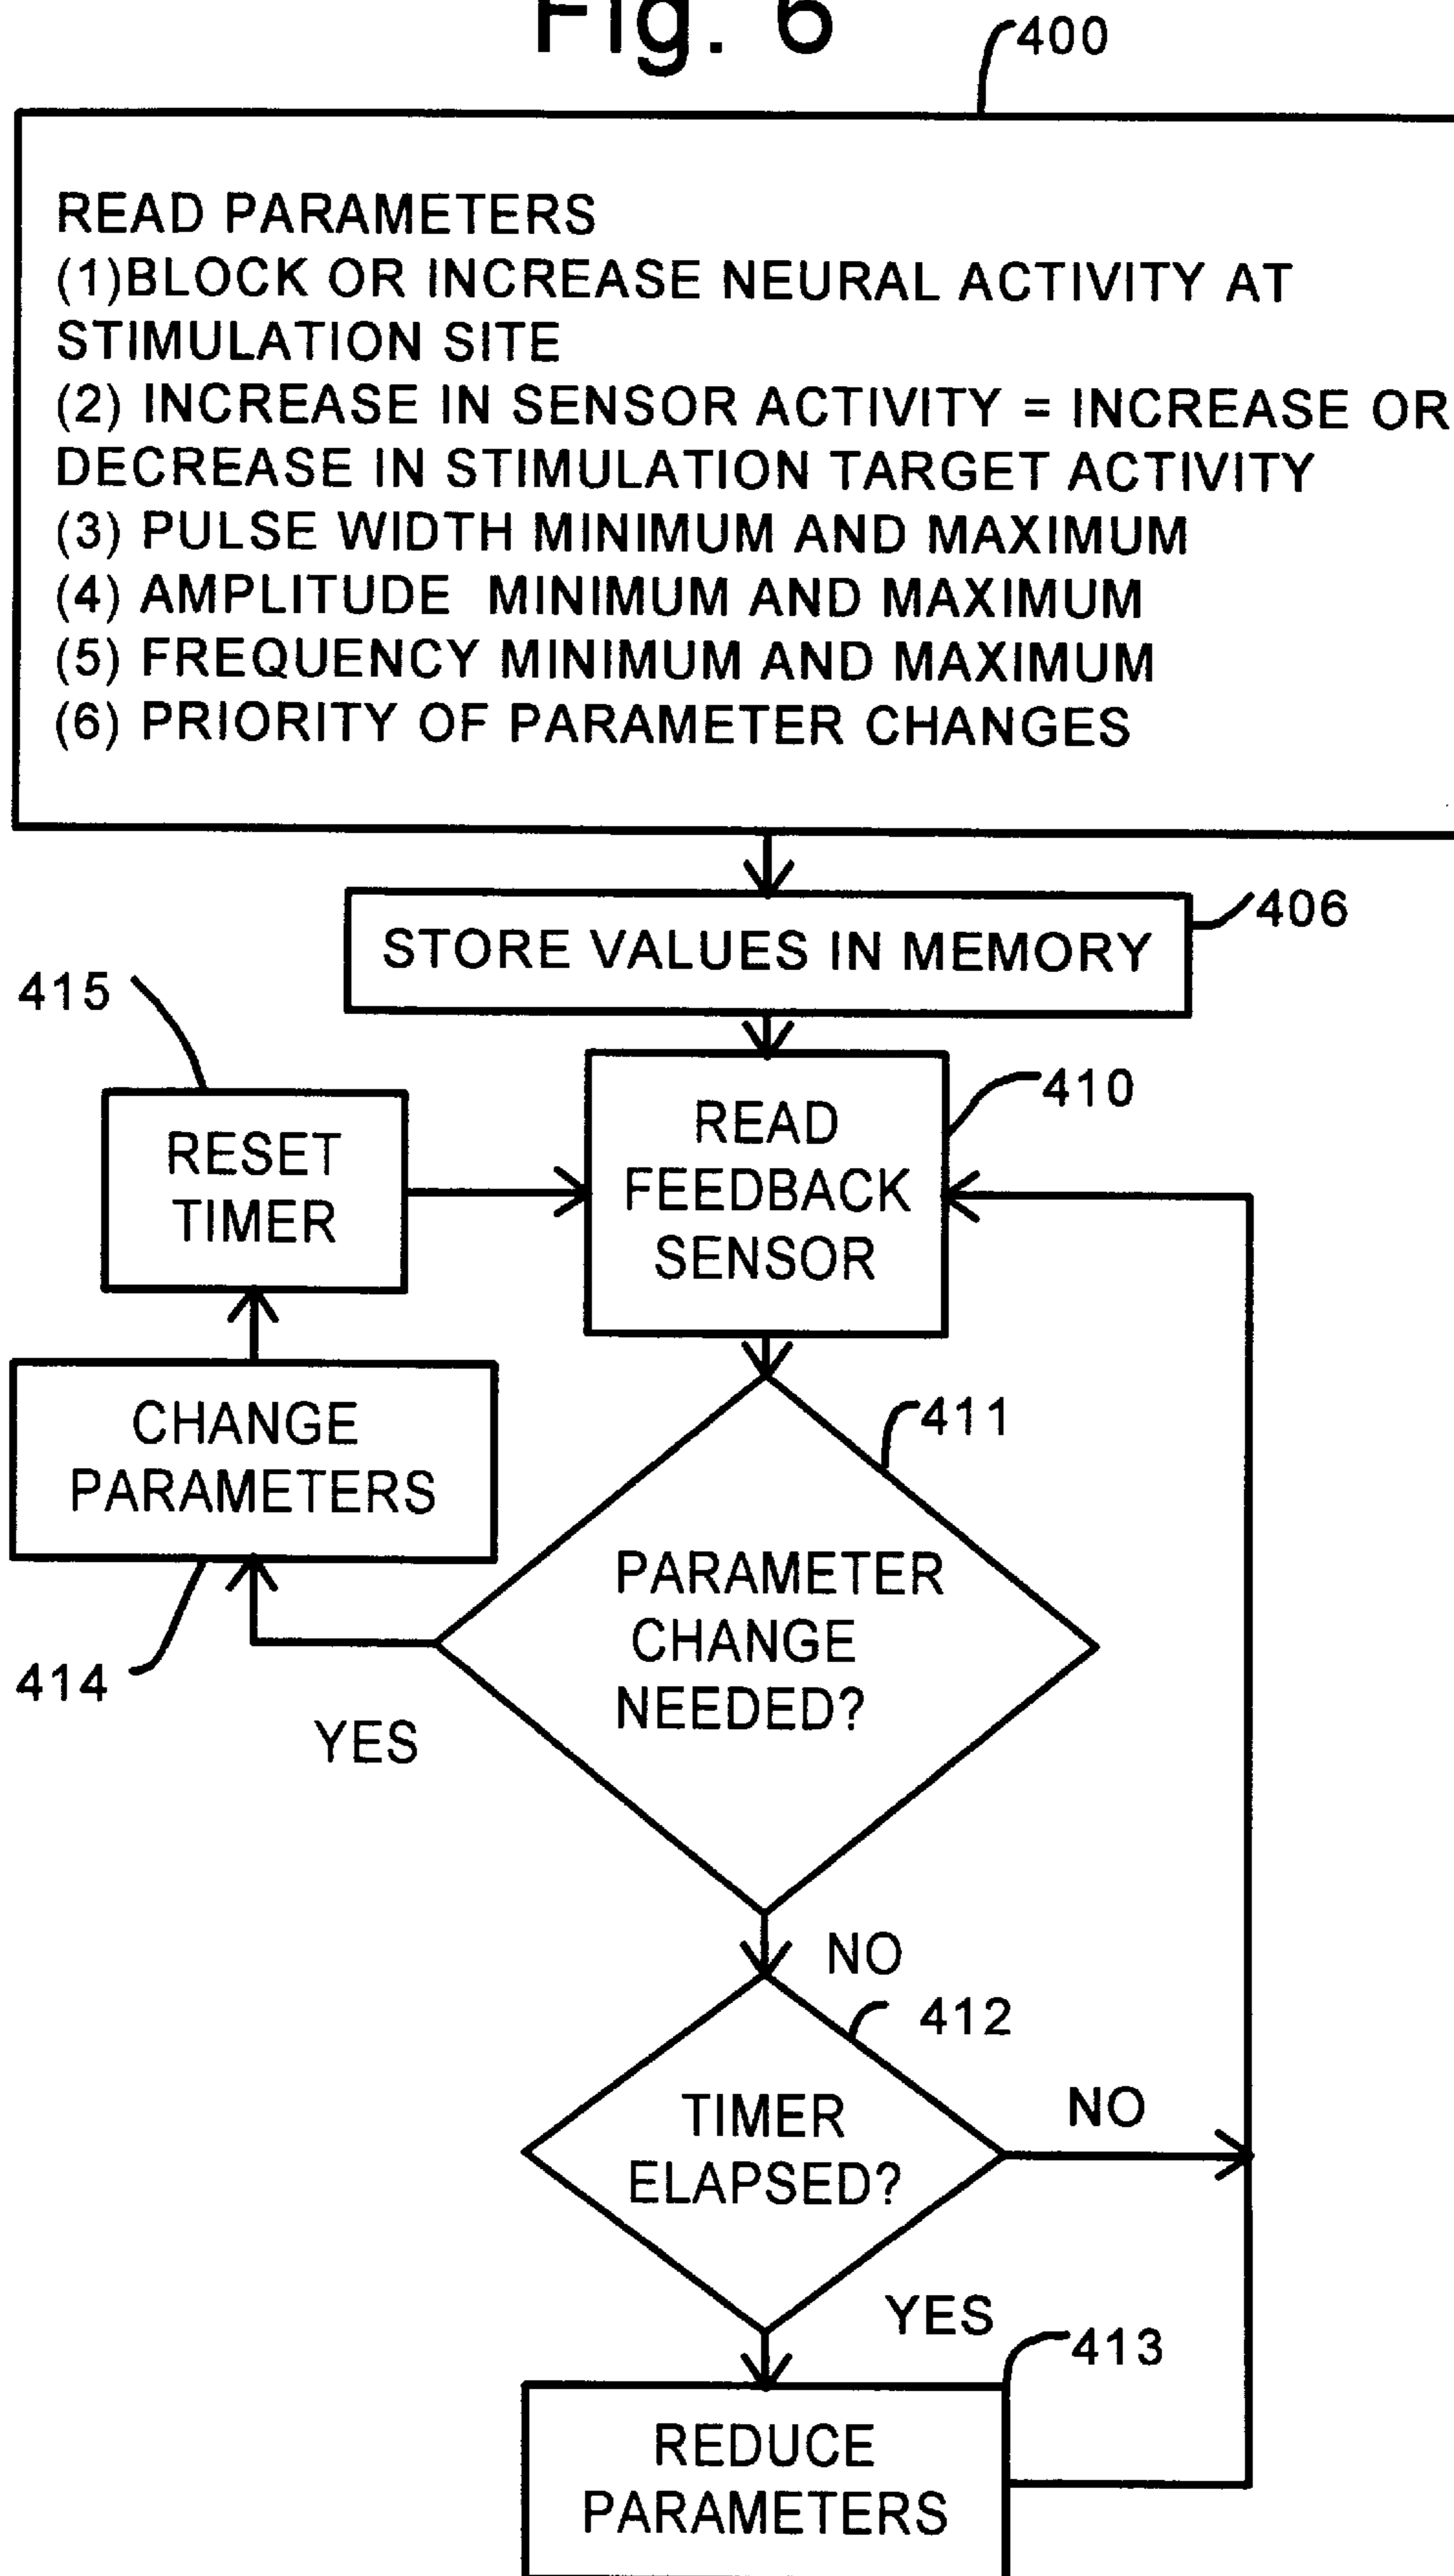 Fig. 6
400
READ PARAMETERS
(1)BLOCK OR INCREASE NEURAL ACTIVITY AT
STIMULATION SITE
(2) INCREASE IN SENSOR ACTIVITY = INCREASE OR
DECREASE IN STIMULATION TARGET ACTIVITY
(3) PULSE WIDTH MINIMUM AND MAXIMUM
(4) AMPLITUDE MINIMUM AND MAXIMUM
(5) FREQUENCY MINIMUM AND MAXIMUM
(6) PRIORITY OF PARAMETER CHANGES
406
STORE VALUES IN MEMORY
415
410
READ
FEEDBACK
SENSOR
RESET
TIMER
CHANGE
PARAMETERS
411
PARAMETER
CHANGE
NEEDED?
414
YES
NO
412
TIMER
ELAPSED?
NO
YES
413
REDUCE
PARAMETERS